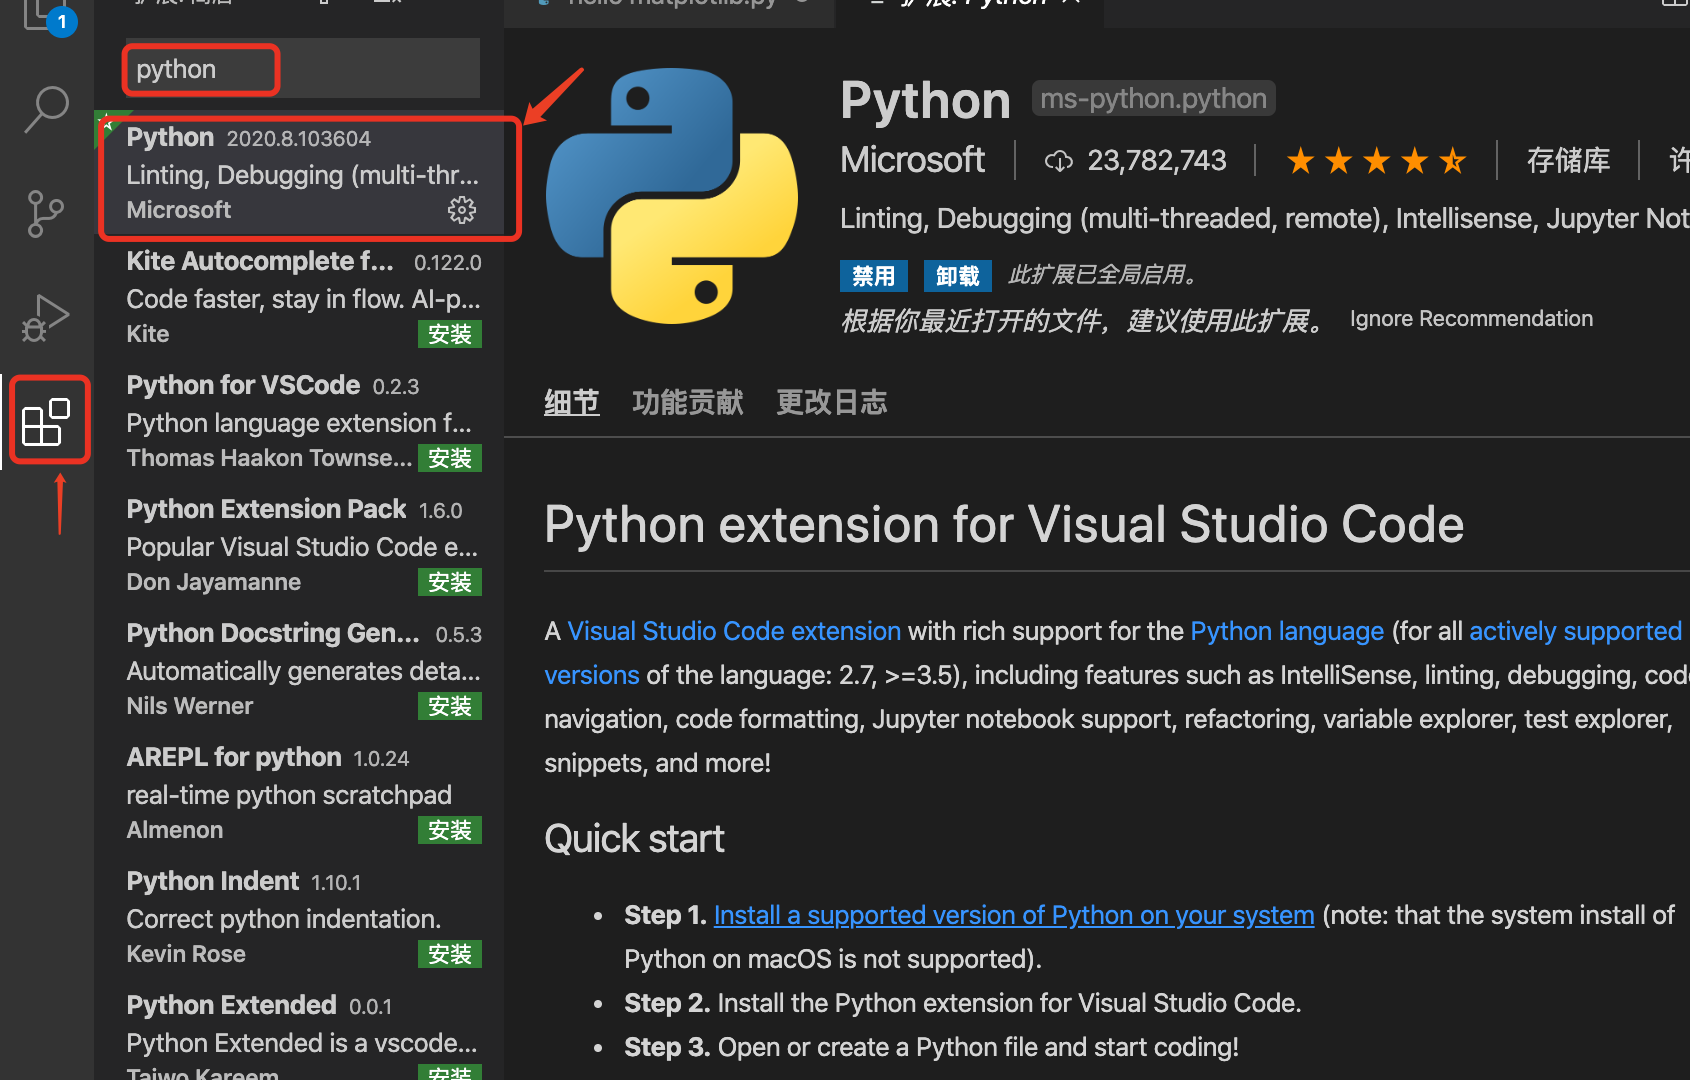 1
hello matplotlib.py
扩展: Python
python
Python 2020.8.103604
Linting, Debugging (multi-thr...
Microsoft
Kite Autocomplete f... 0.122.0
Code faster, stay in flow. AI-p...
Kite 安装
Python for VSCode 0.2.3
Python language extension f...
Thomas Haakon Townse... 安装
Python Extension Pack 1.6.0
Popular Visual Studio Code e...
Don Jayamanne 安装
Python Docstring Gen... 0.5.3
Automatically generates deta...
Nils Werner 安装
AREPL for python 1.0.24
real-time python scratchpad
Almenon 安装
Python Indent 1.10.1
Correct python indentation.
Kevin Rose 安装
Python Extended 0.0.1
Python Extended is a vscode...
Taiwo Kareem 安装
Python ms-python.python
Microsoft 23,782,743 存储库 许
Linting, Debugging (multi-threaded, remote), Intellisense, Jupyter Not
禁用 卸载 此扩展已全局启用。
根据你最近打开的文件，建议使用此扩展。 Ignore Recommendation
细节 功能贡献 更改日志
Python extension for Visual Studio Code
A Visual Studio Code extension with rich support for the Python language (for all actively supported
versions of the language: 2.7, >=3.5), including features such as IntelliSense, linting, debugging, code
navigation, code formatting, Jupyter notebook support, refactoring, variable explorer, test explorer,
snippets, and more!
Quick start
• Step 1. Install a supported version of Python on your system (note: that the system install of
Python on macOS is not supported).
• Step 2. Install the Python extension for Visual Studio Code.
• Step 3. Open or create a Python file and start coding!